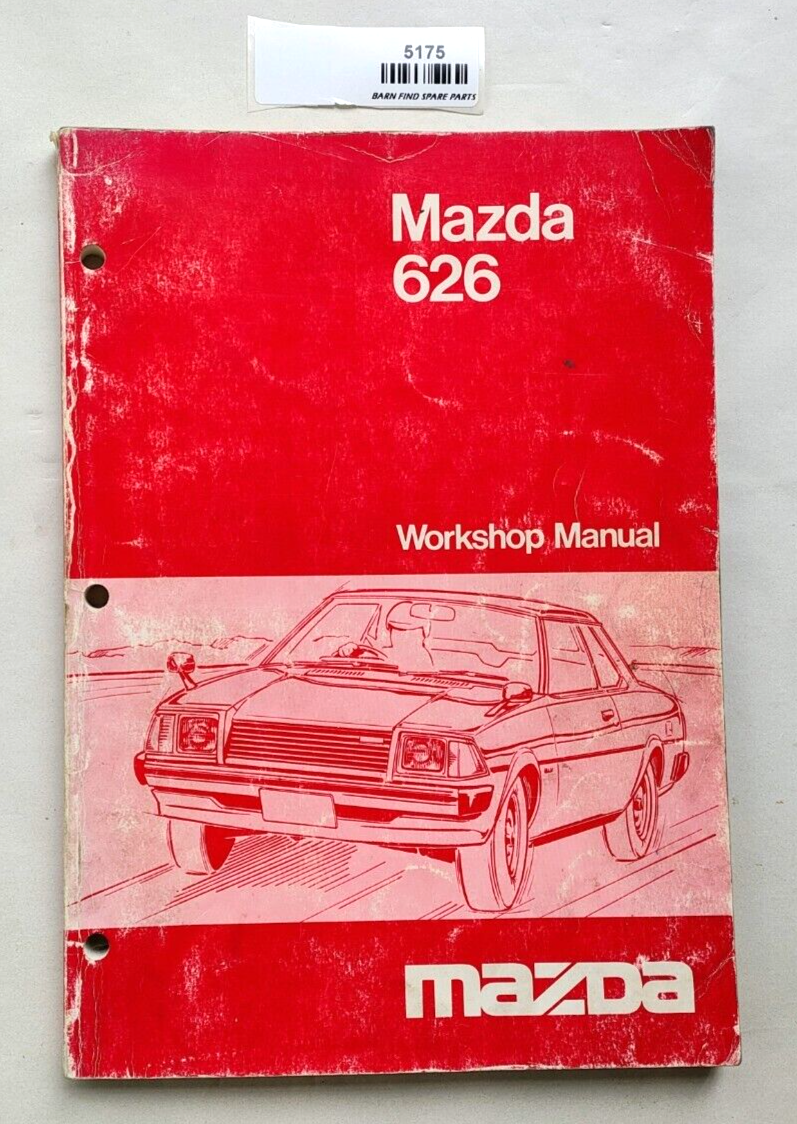 5175
BARN FIND SPARE PARTS
Mazda
626
Workshop Manual
mazda